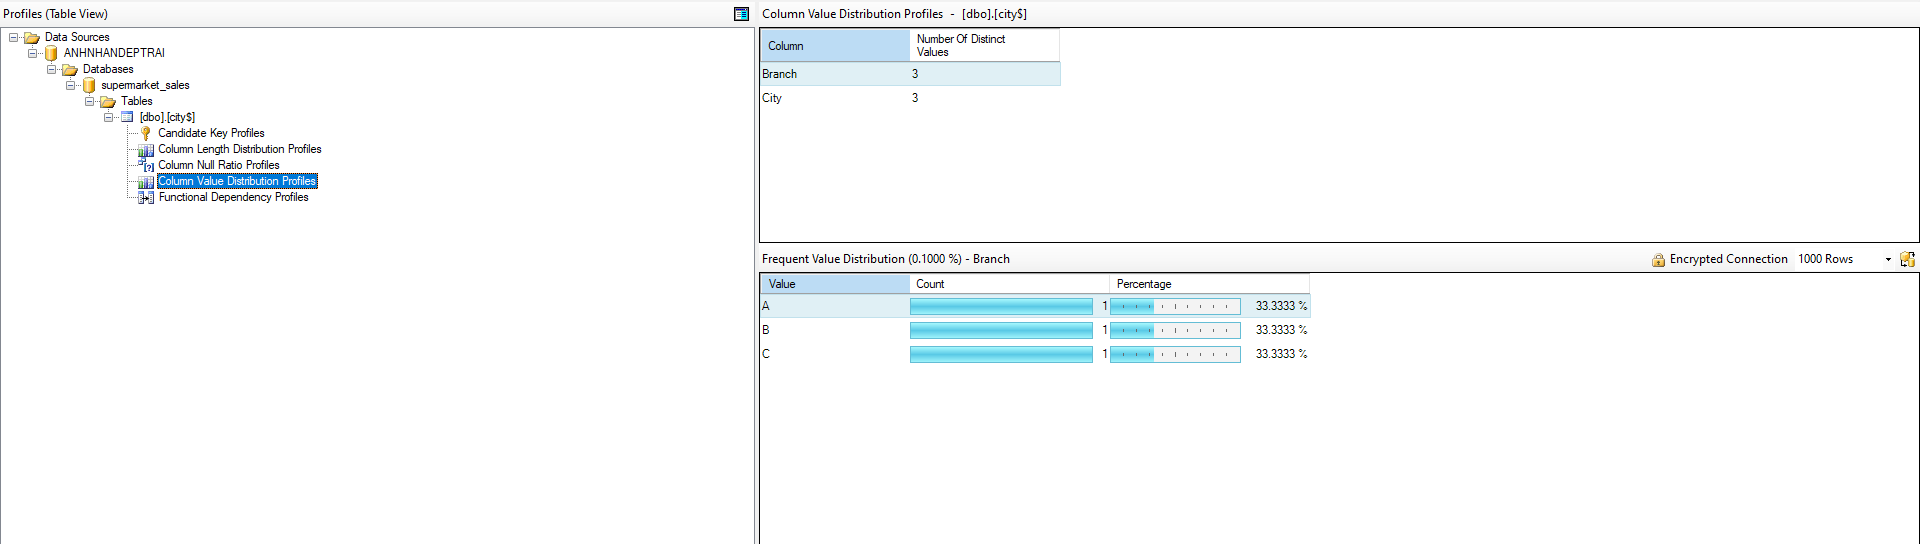 Profiles (Table View)
Data Sources
ANHNHANDEPTRAI
Databases
supermarket_sales
Tables
[dbo].[city$]
Candidate Key Profiles
Column Length Distribution Profiles
Column Null Ratio Profiles
Column Value Distribution Profiles
Functional Dependency Profiles
Column Value Distribution Profiles - [dbo].[city$]
Column Number Of Distinct
Values
Branch 3
City 3
Frequent Value Distribution (0.1000 %) - Branch Encrypted Connection 1000 Rows
Value Count Percentage
A 1 33.3333 %
B 1 33.3333 %
C 1 33.3333 %